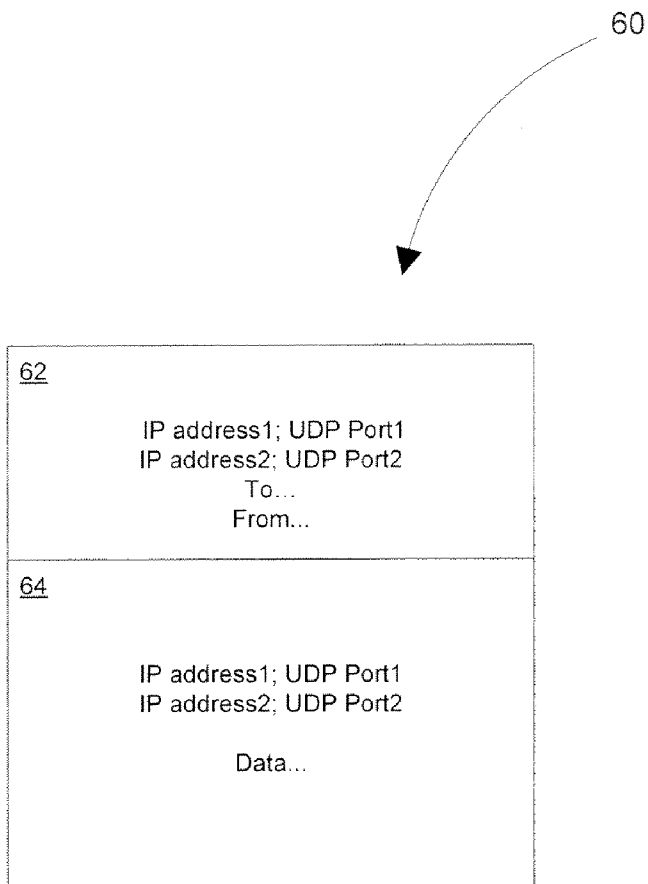 60
62
IP address1; UDP Port1
IP address2; UDP Port2
To...
From...
64
IP address1; UDP Port1
IP address2; UDP Port2
Data...